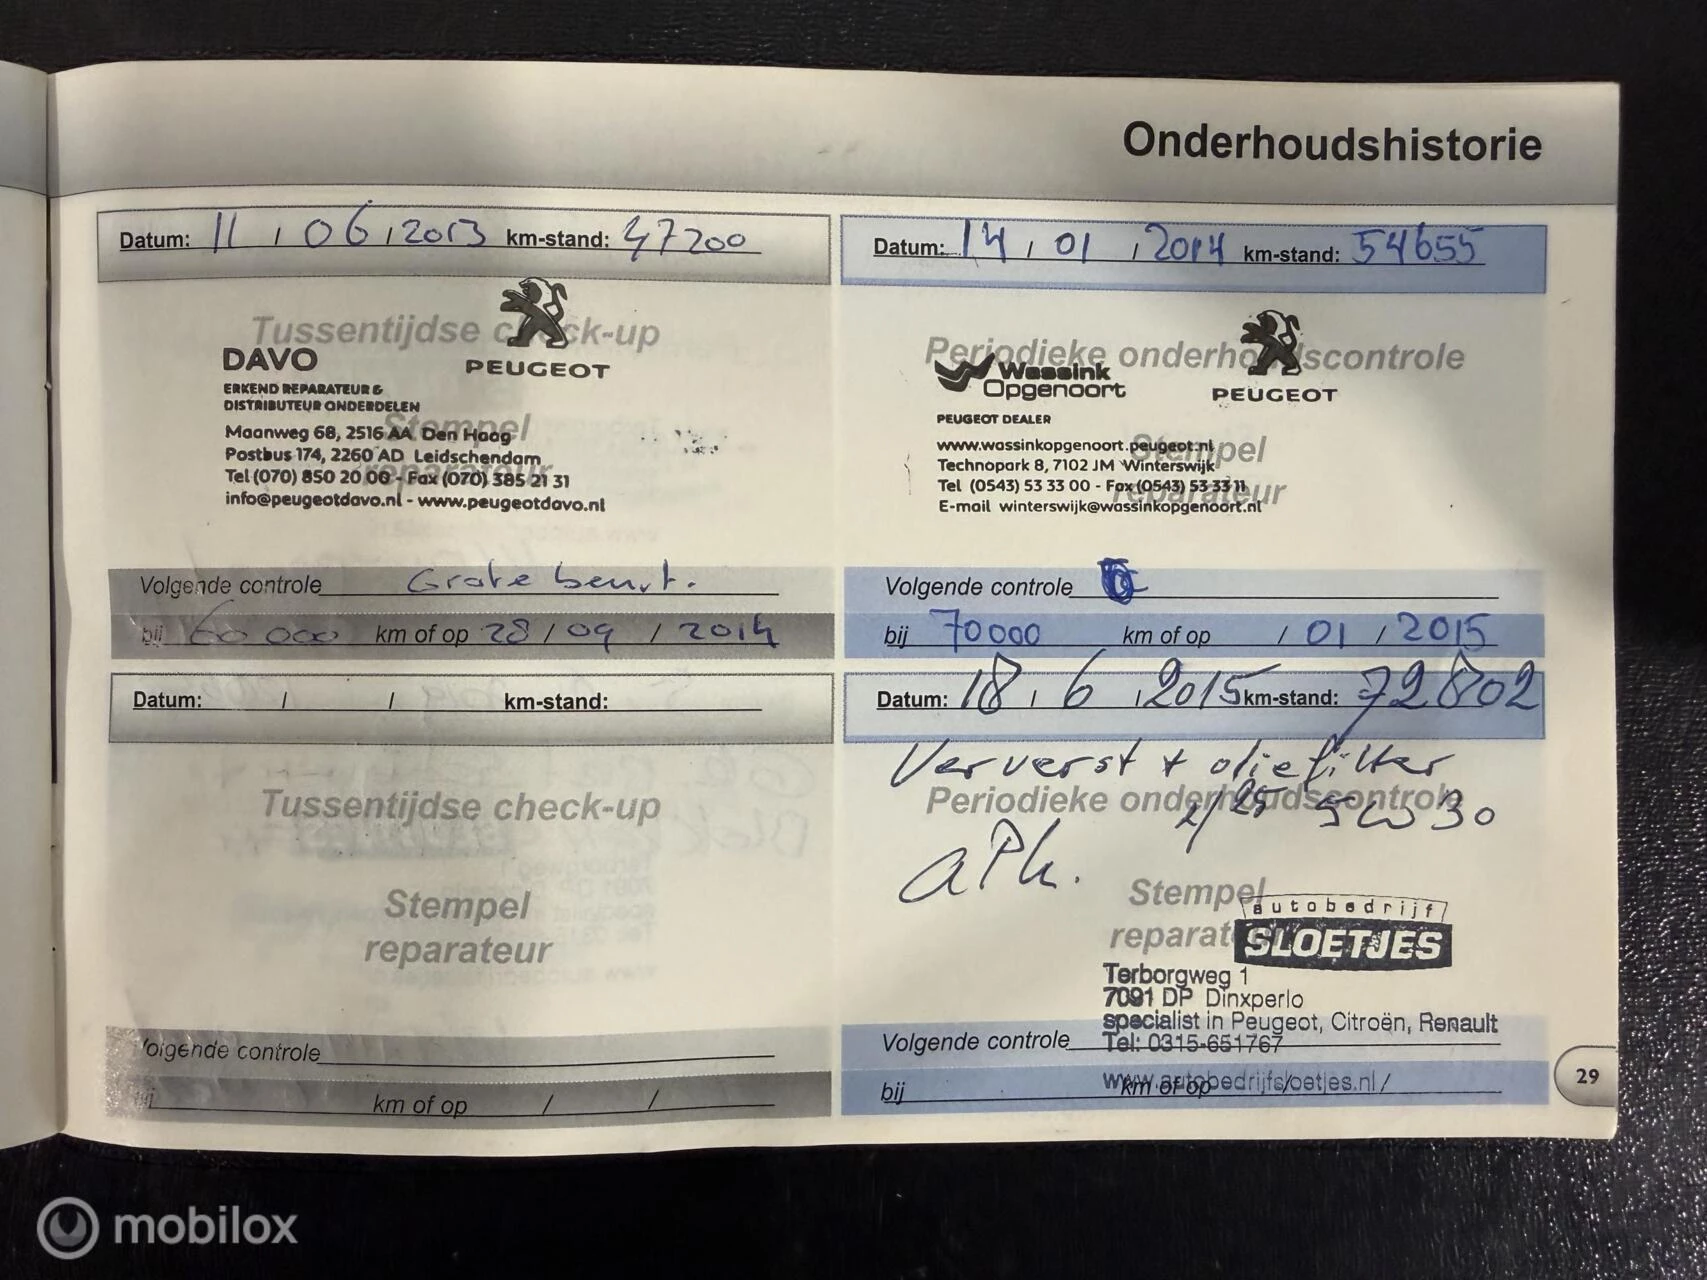 Onderhoudshistorie
Datum: 11 / 06 / 2013 km-stand: 47200
Tussentijdse check-up
DAVO
PEUGEOT
ERKEND REPARATEUR &
DISTRIBUTEUR ONDERDELEN
Stempel
Maanweg 68, 2516 AA Den Haag
Postbus 174, 2260 AD Leidschendam
reparateur
Tel (070) 850 20 00 - Fax (070) 385 21 31
info@peugeotdavo.nl - www.peugeotdavo.nl
Volgende controle Grote beurt.
bij 60 000 km of op 28 / 09 / 2014
Datum: / / km-stand:
Tussentijdse check-up
Stempel
reparateur
Volgende controle
bij km of op / /
Datum: 14 / 01 / 2014 km-stand: 54655
Periodieke onderhoudscontrole
Wassink
Opgenoort
PEUGEOT
PEUGEOT DEALER
www.wassinkopgenoort.peugeot.nl
Stempel
Technopark 8, 7102 JM Winterswijk
Tel (0543) 53 33 00 - Fax (0543) 53 33 11
reparateur
E-mail winterswijk@wassinkopgenoort.nl
Volgende controle
bij 70000 km of op / 01 / 2015
Datum: 18 / 6 / 2015 km-stand: 72802
Ververst + oliefilter
Periodieke onderhoudscontrole
5W30
aPk.
Stempel
autobedrijf
reparateur
SLOETJES
Terborgweg 1
7091 DP Dinxperlo
specialist in Peugeot, Citroën, Renault
Volgende controle
Tel: 0315-651767
www.autobedrijfsloetjes.nl
bij km of op / /
29
mobilox